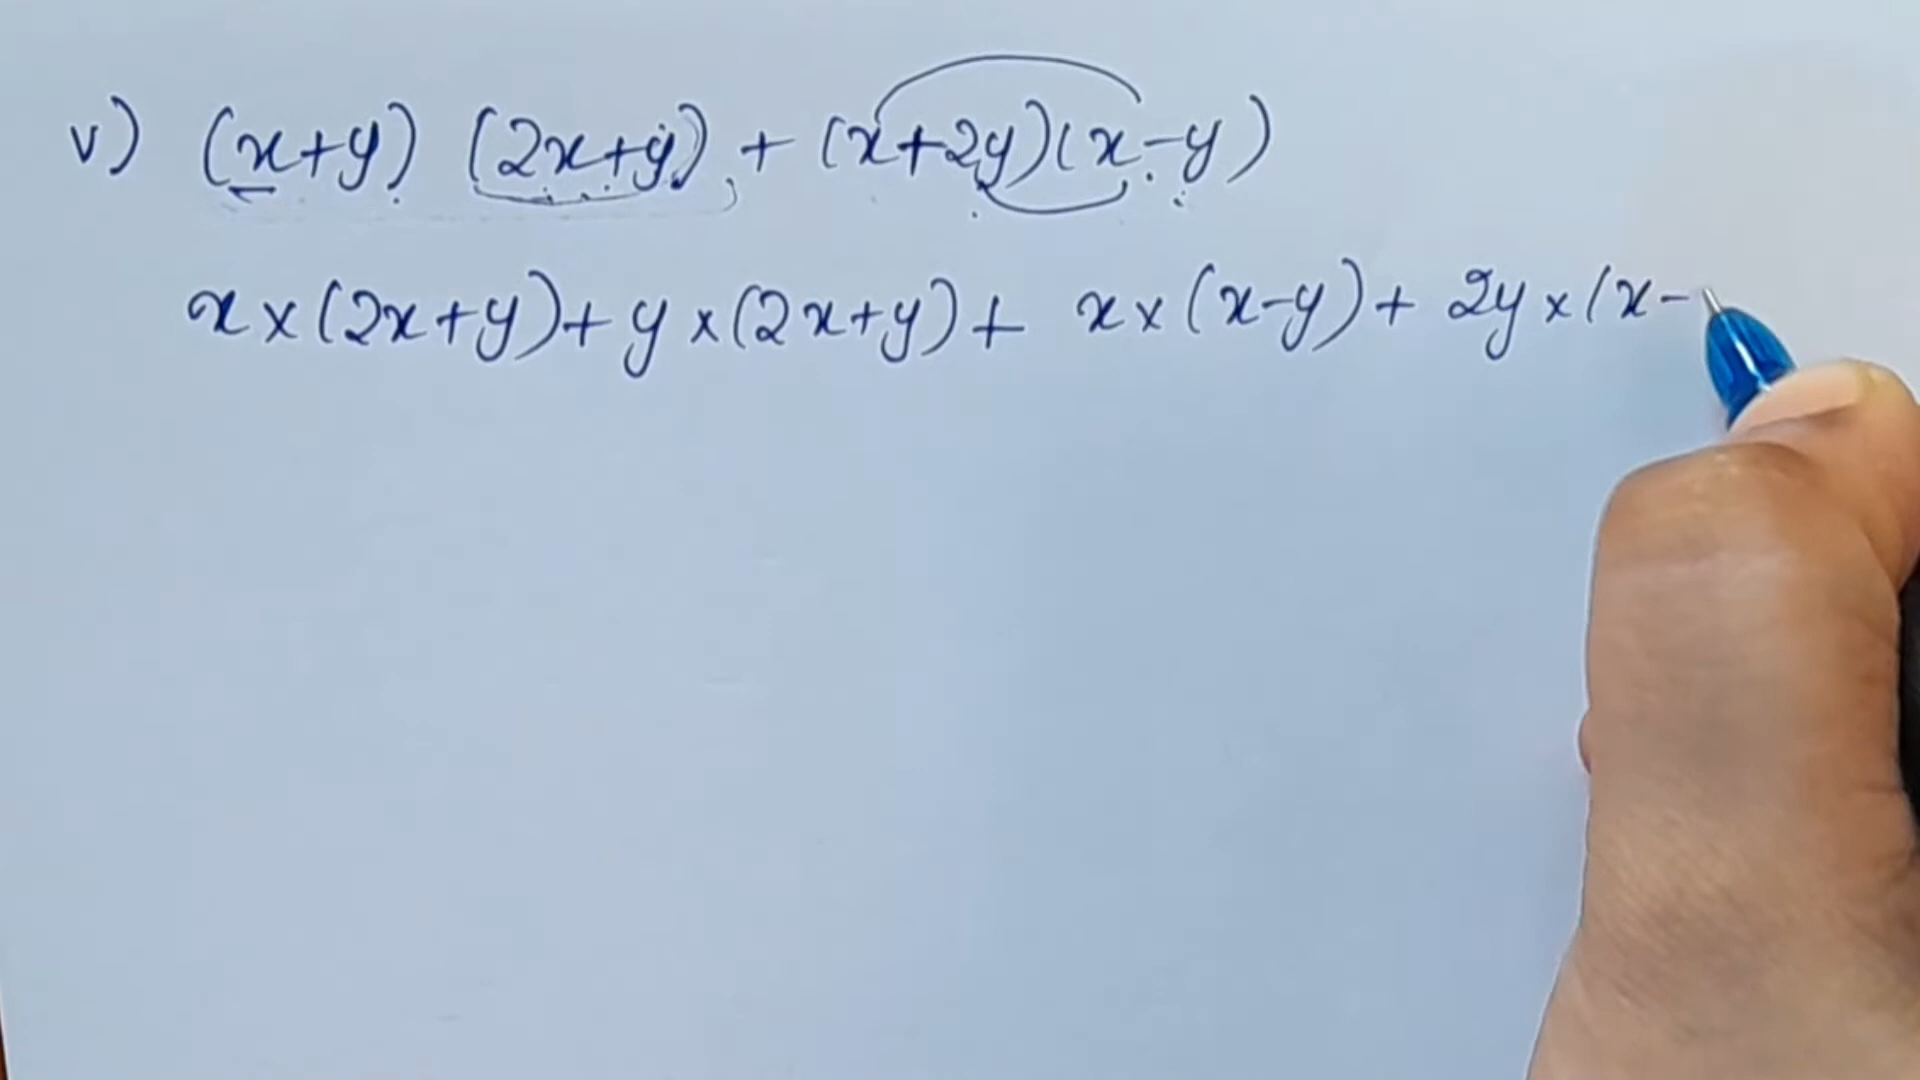 v) (x+y) (2x+y) + (x+2y)(x-y)
x×(2x+y)+y×(2x+y)+ x×(x-y)+ 2y×(x-